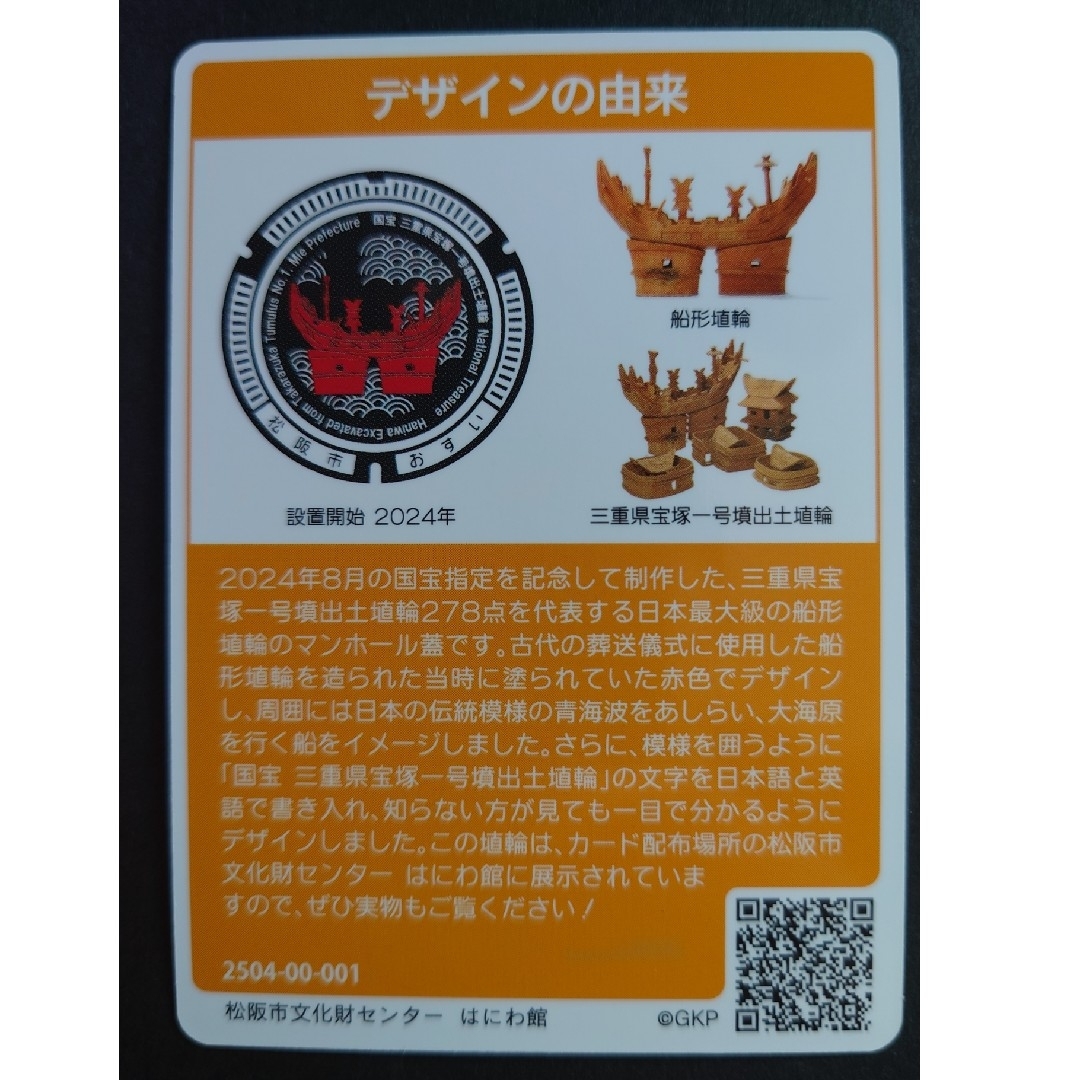 デザインの由来
国宝 三重県宝塚一号墳出土埴輪 National Treasure
Haniwa Excavated from Takarazuka Tumulus No.1, Mie Prefecture
松阪市
おすい
設置開始 2024年
船形埴輪
三重県宝塚一号墳出土埴輪
2024年8月の国宝指定を記念して制作した、三重県宝
塚一号墳出土埴輪278点を代表する日本最大級の船形
埴輪のマンホール蓋です。古代の葬送儀式に使用した船
形埴輪を造られた当時に塗られていた赤色でデザイン
し、周囲には日本の伝統模様の青海波をあしらい、大海原
を行く船をイメージしました。さらに、模様を囲うように
「国宝 三重県宝塚一号墳出土埴輪」の文字を日本語と英
語で書き入れ、知らない方が見ても一目で分かるように
デザインしました。この埴輪は、カード配布場所の松阪市
文化財センター はにわ館に展示されていま
すので、ぜひ実物もご覧ください！
2504-00-001
松阪市文化財センター はにわ館
©GKP